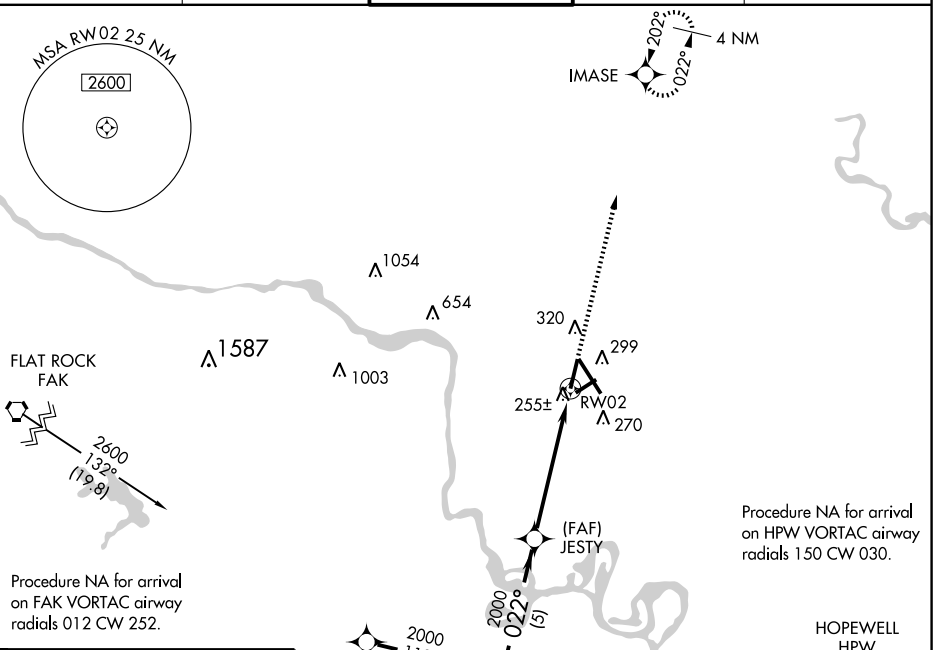 MSA RW02 25 NM
2600
202°
022°
4 NM
IMASE
1054
654
320
299
1587
1003
FLAT ROCK
FAK
255±
RW02
270
2600
132°
(19.8)
(FAF)
JESTY
Procedure NA for arrival
on HPW VORTAC airway
radials 150 CW 030.
Procedure NA for arrival
on FAK VORTAC airway
radials 012 CW 252.
2000
022°
(5)
2000
HOPEWELL
HPW